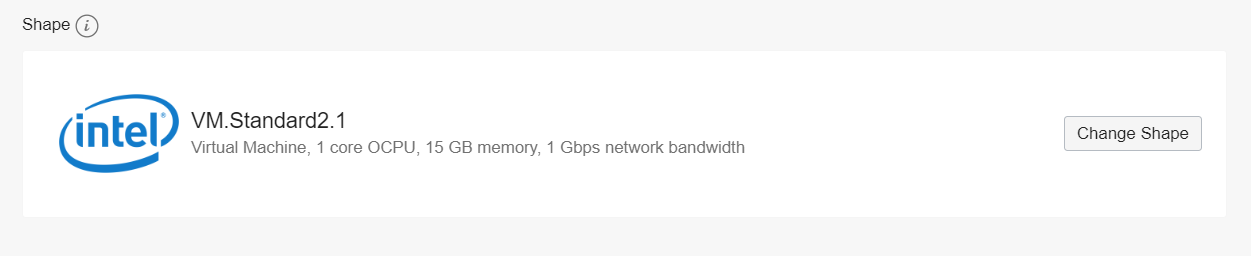 Shape i
intel®
VM.Standard2.1
Virtual Machine, 1 core OCPU, 15 GB memory, 1 Gbps network bandwidth
Change Shape